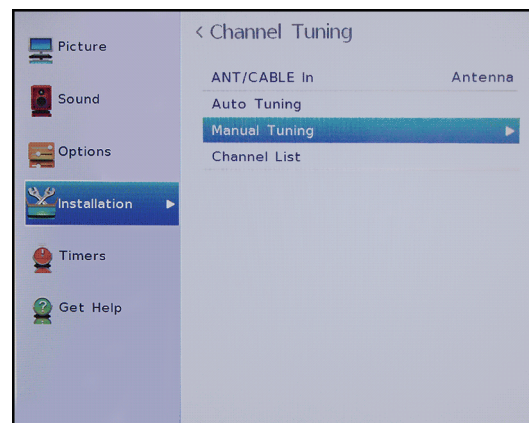 Picture
Sound
Options
Installation
Timers
Get Help
< Channel Tuning
ANT/CABLE In Antenna
Auto Tuning
Manual Tuning
Channel List